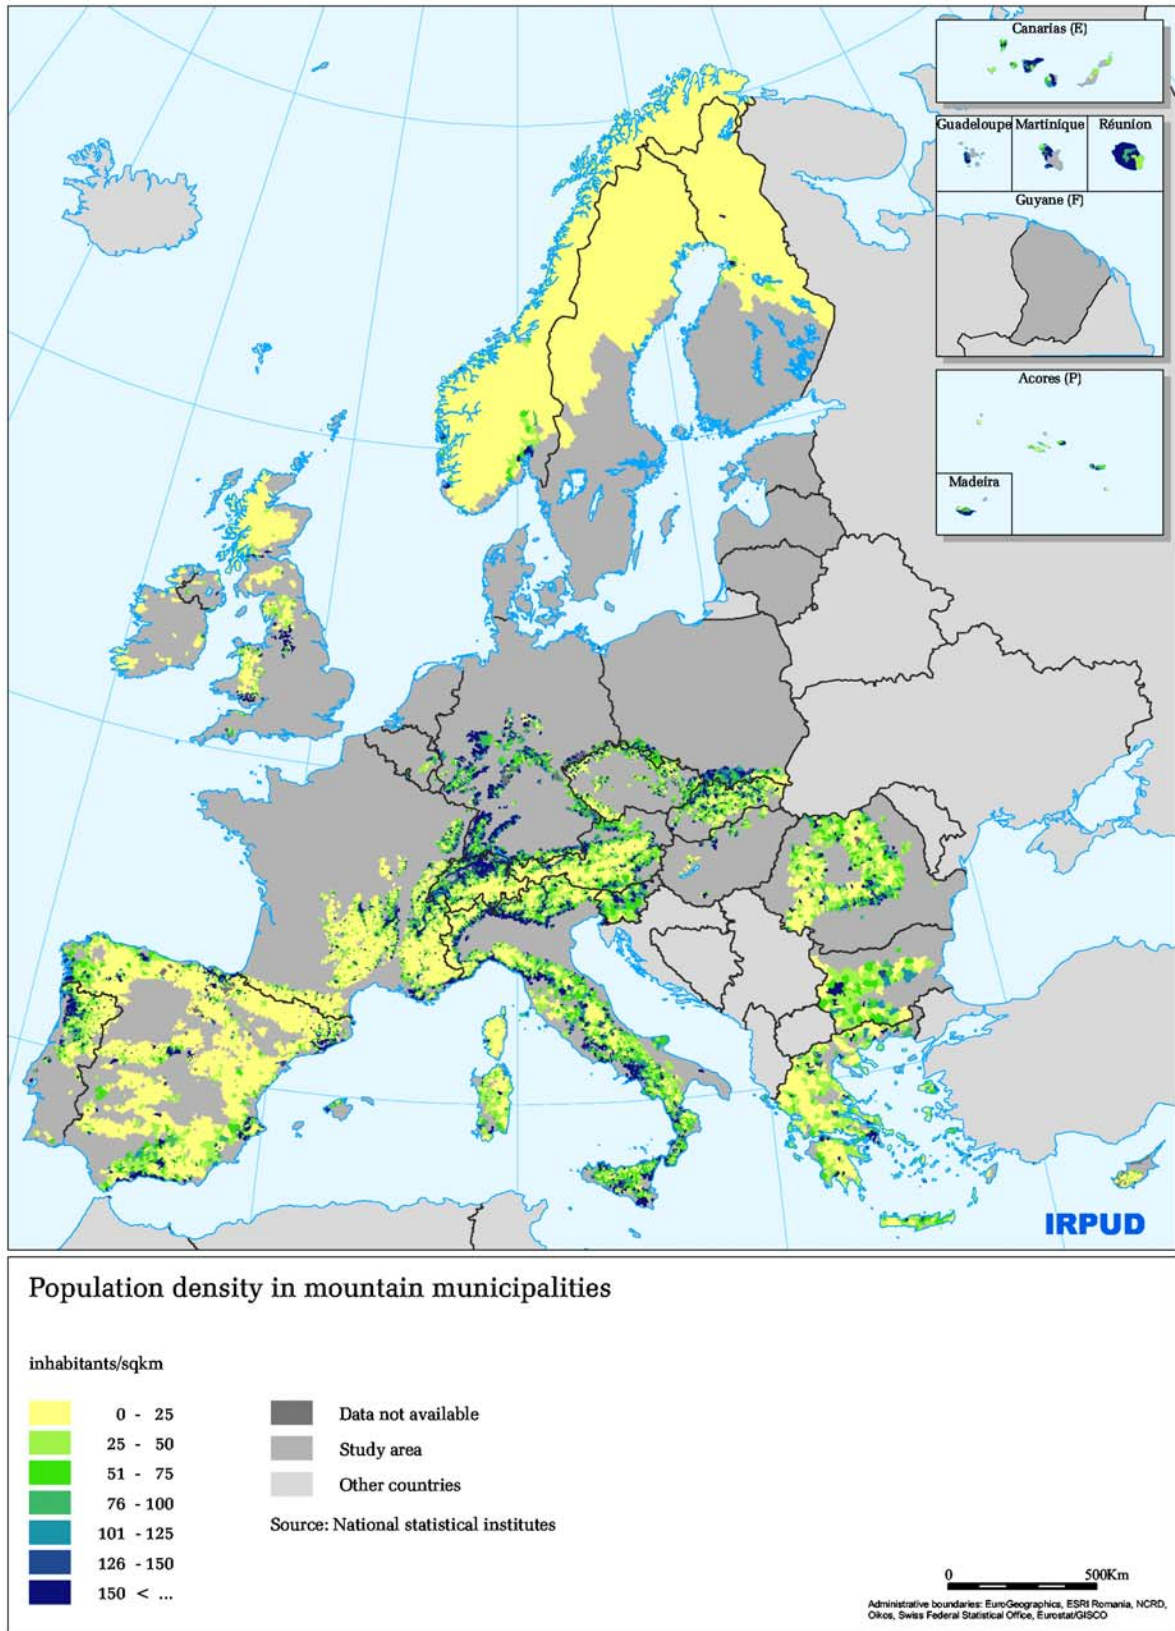 Canarias (E)
Guadeloupe
Martinique
Réunion
Guyane (F)
Acores (P)
Madeira
IRPUD
Population density in mountain municipalities
inhabitants/sqkm
0 - 25
25 - 50
51 - 75
76 - 100
101 - 125
126 - 150
150 < ...
Data not available
Study area
Other countries
Source: National statistical institutes
0 500Km
Administrative boundaries: EuroGeographics, ESRI Romania, NCRD,
Oikos, Swiss Federal Statistical Office, Eurostat/GISCO